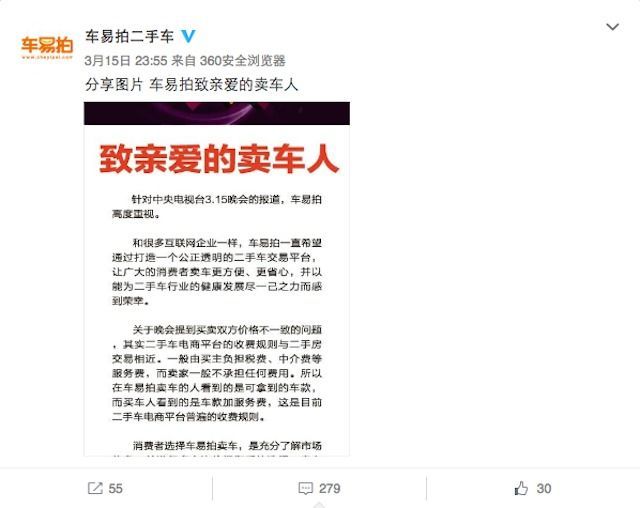 车易拍
www.cheyipai.com
车易拍二手车
3月15日 23:55 来自 360安全浏览器
分享图片 车易拍致亲爱的卖车人
致亲爱的卖车人
针对中央电视台3.15晚会的报道，车易拍
高度重视。
和很多互联网企业一样，车易拍一直希望
通过打造一个公正透明的二手车交易平台，
让广大的消费者卖车更方便、更省心，并以
能为二手车行业的健康发展尽一己之力而感
到荣幸。
关于晚会提到买卖双方价格不一致的问题
，其实二手车电商平台的收费规则与二手房
交易相近。一般由买主负担税费、中介费等
服务费，而卖家一般不承担任何费用。所以
在车易拍卖车的人看到的是可拿到的车款，
而买车人看到的是车款加服务费，这是目前
二手车电商平台普遍的收费规则。
消费者选择车易拍卖车，是充分了解市场
55
279
30